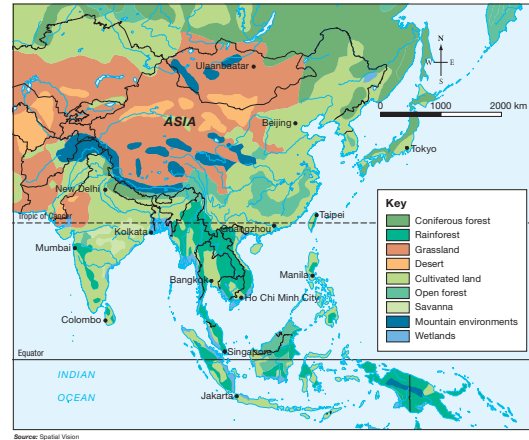 Ulaanbaatar
N
W E
S
0 1000 2000 km
ASIA
Beijing
Tokyo
New Delhi
Tropic of Cancer
Taipei
Kolkata
Guangzhou
Mumbai
Manila
Bangkok
Ho Chi Minh City
Colombo
Singapore
Equator
INDIAN
OÇEAN
Jakarta
Key
Coniferous forest
Rainforest
Grassland
Desert
Cultivated land
Open forest
Savanna
Mountain environments
Wetlands
Source: Spatial Vision